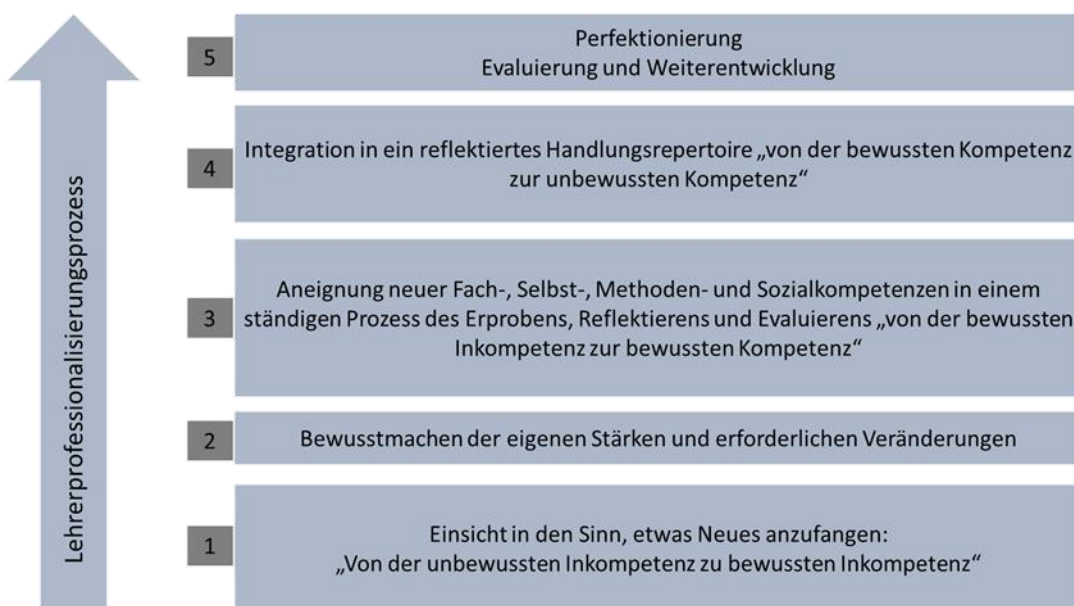 Lehrerprofessionalisierungsprozess
5
Perfektionierung
Evaluierung und Weiterentwicklung
4
Integration in ein reflektiertes Handlungsrepertoire „von der bewussten Kompetenz
zur unbewussten Kompetenz“
3
Aneignung neuer Fach-, Selbst-, Methoden- und Sozialkompetenzen in einem
ständigen Prozess des Erprobens, Reflektierens und Evaluierens „von der bewussten
Inkompetenz zur bewussten Kompetenz“
2
Bewusstmachen der eigenen Stärken und erforderlichen Veränderungen
1
Einsicht in den Sinn, etwas Neues anzufangen:
„Von der unbewussten Inkompetenz zu bewussten Inkompetenz“